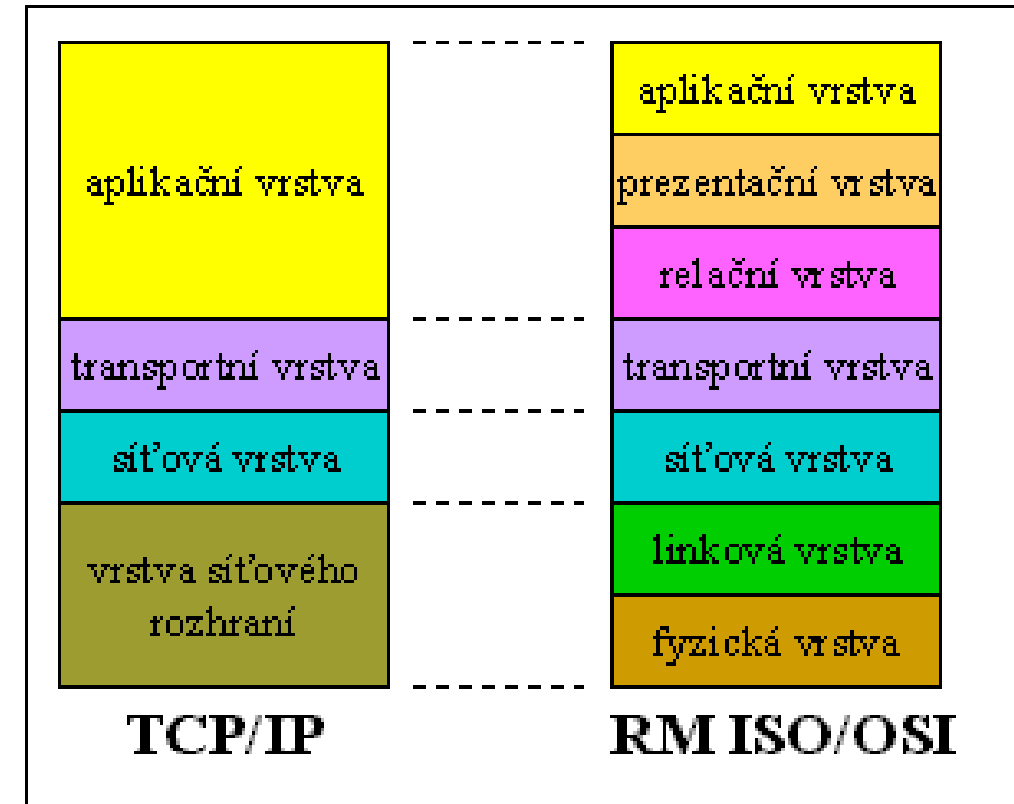 aplikační vrstva
transportní vrstva
síťová vrstva
vrstva síťového
rozhraní
TCP/IP
aplikační vrstva
prezentační vrstva
relační vrstva
transportní vrstva
síťová vrstva
linková vrstva
fyzická vrstva
RM ISO/OSI